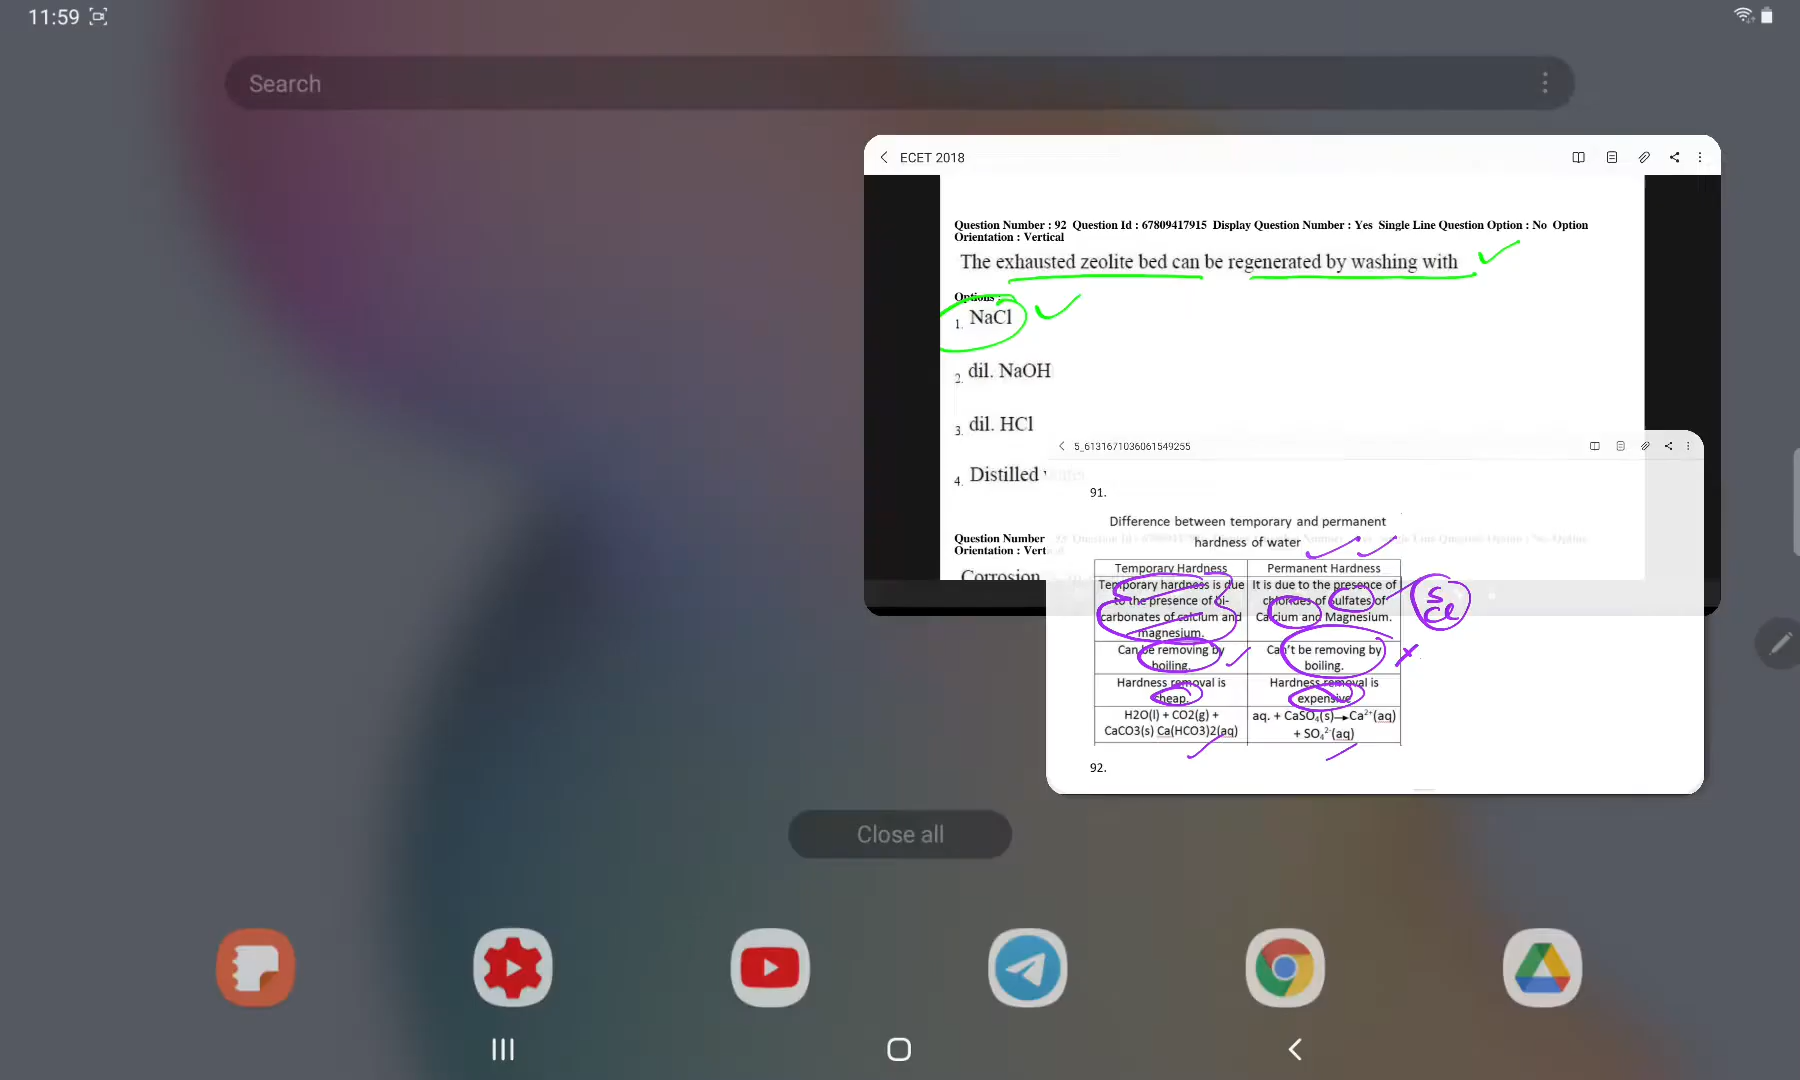 11:59
Search
ECET 2018
Question Number : 92 Question Id : 67809417915 Display Question Number : Yes Single Line Question Option : No Option
Orientation : Vertical
The exhausted zeolite bed can be regenerated by washing with
Options :
1. NaCl
2. dil. NaOH
3. dil. HCl
4. Distilled
Question Number
Orientation : Vert
Corrosion
5_6131671036061549255
91.
Difference between temporary and permanent
hardness of water
Temporary Hardness
Temporary hardness is due
to the presence of bi-
carbonates of calcium and
magnesium.
Can be removing by
boiling.
Hardness removal is
cheap.
H2O(l) + CO2(g) +
CaCO3(s) Ca(HCO3)2(aq)
Permanent Hardness
It is due to the presence of
chlorides of Sulfates of
Calcium and Magnesium.
Can't be removing by
boiling.
Hardness removal is
expensive
aq. + CaSO₄(s)→Ca²⁺(aq)
+ SO₄²⁻(aq)
S
Cl
92.
Close all